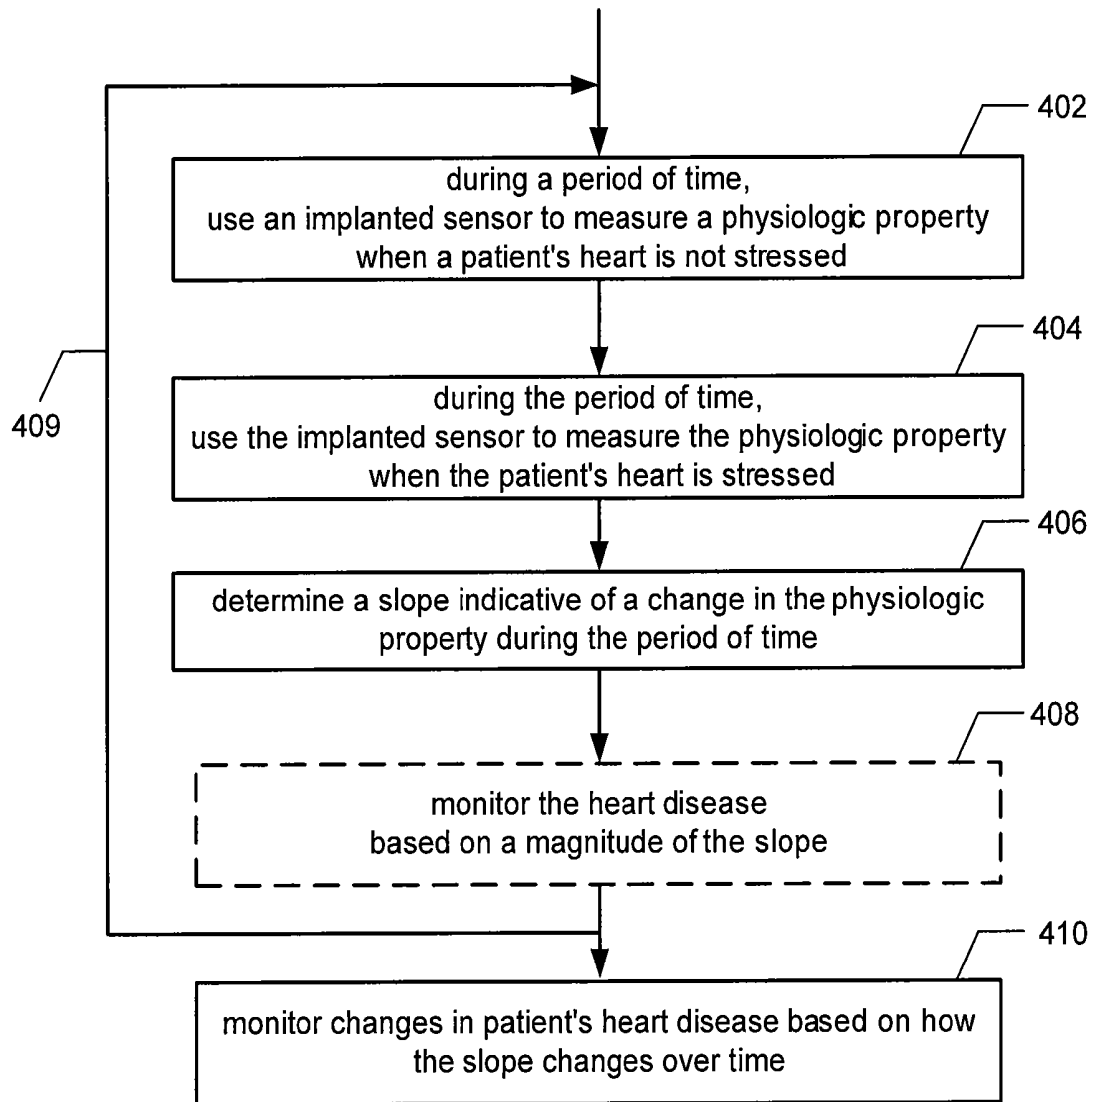 402
during a period of time,
use an implanted sensor to measure a physiologic property
when a patient's heart is not stressed
404
during the period of time,
use the implanted sensor to measure the physiologic property
when the patient's heart is stressed
409
406
determine a slope indicative of a change in the physiologic
property during the period of time
408
monitor the heart disease
based on a magnitude of the slope
410
monitor changes in patient's heart disease based on how
the slope changes over time